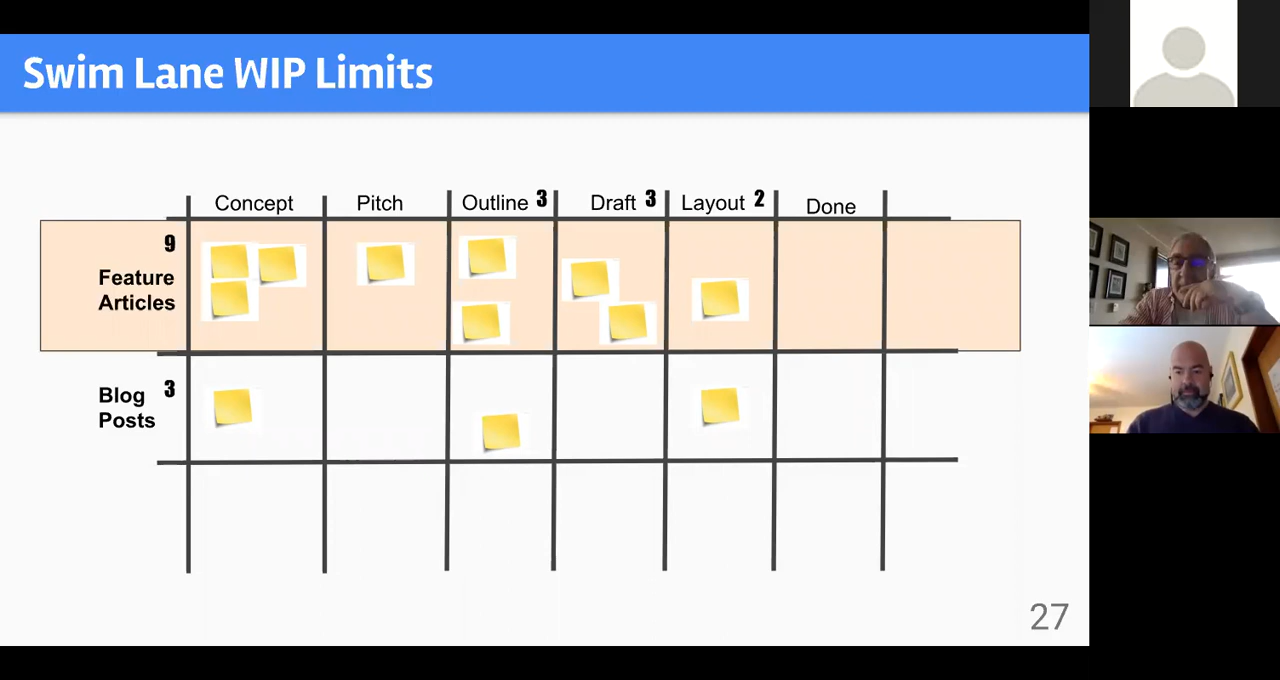 Swim Lane WIP Limits
Concept Pitch Outline 3 Draft 3 Layout 2 Done
9
Feature
Articles
Blog 3
Posts
27